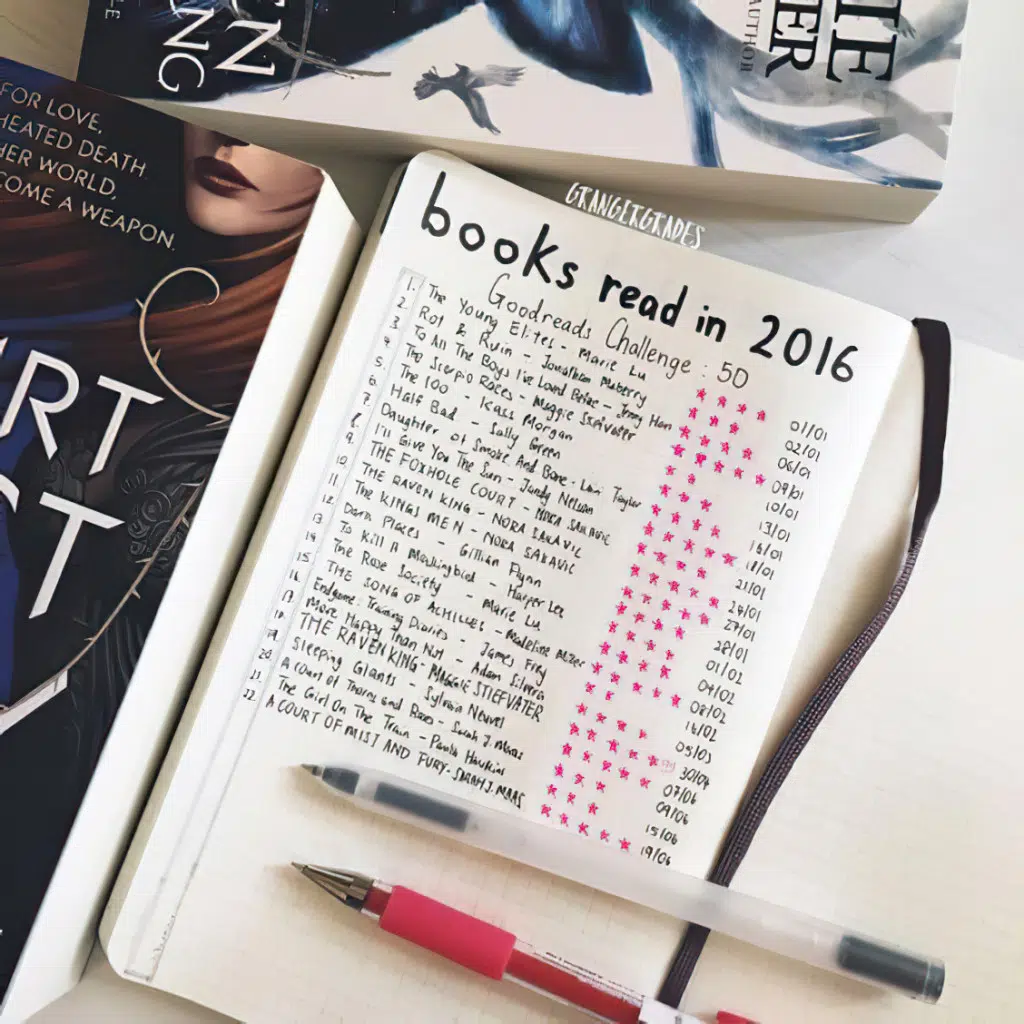 FOR LOVE,
HEATED DEATH
HER WORLD,
COME A WEAPON.
AUTHOR
GRANGERGRADES
books read in 2016
Goodreads Challenge : 50
1. The Young Elites - Marie Lu 01/01
2. Rot & Ruin - Jonathan Maberry 02/01
3. To All The Boys I've Loved Before - Jenny Han 06/01
4. The Scorpio Races - Maggie Stiefvater 09/01
5. The 100 - Kass Morgan 10/01
6. Half Bad - Sally Green 13/01
7. Daughter of Smoke And Bone - Laini Taylor 16/01
8. I'll Give You The Sun - Jandy Nelson 18/01
9. THE FOXHOLE COURT - NORA SAKAVIC 21/01
10. THE RAVEN KING - NORA SAKAVIC 24/01
11. The KINGS MEN - NORA SAKAVIC 27/01
12. Dark Places - Gillian Flynn 28/01
13. To Kill A Mockingbird - Harper Lee 01/02
14. The Rose Society - Marie Lu 04/02
15. THE SONG OF ACHILLES - Madeline Miller 08/02
16. Endgame: Training Diaries - James Frey 16/02
17. More Happy Than Not - Adam Silvera 05/03
18. THE RAVEN KING - MAGGIE STIEFVATER 30/04
19. Sleeping Giants - Sylvain Neuvel 07/06
20. A court of Thorns and Roses - Sarah J. Maas 09/06
21. The Girl On The Train - Paula Hawkins 15/06
22. A COURT OF MIST AND FURY - SARAH J. MAAS 19/06